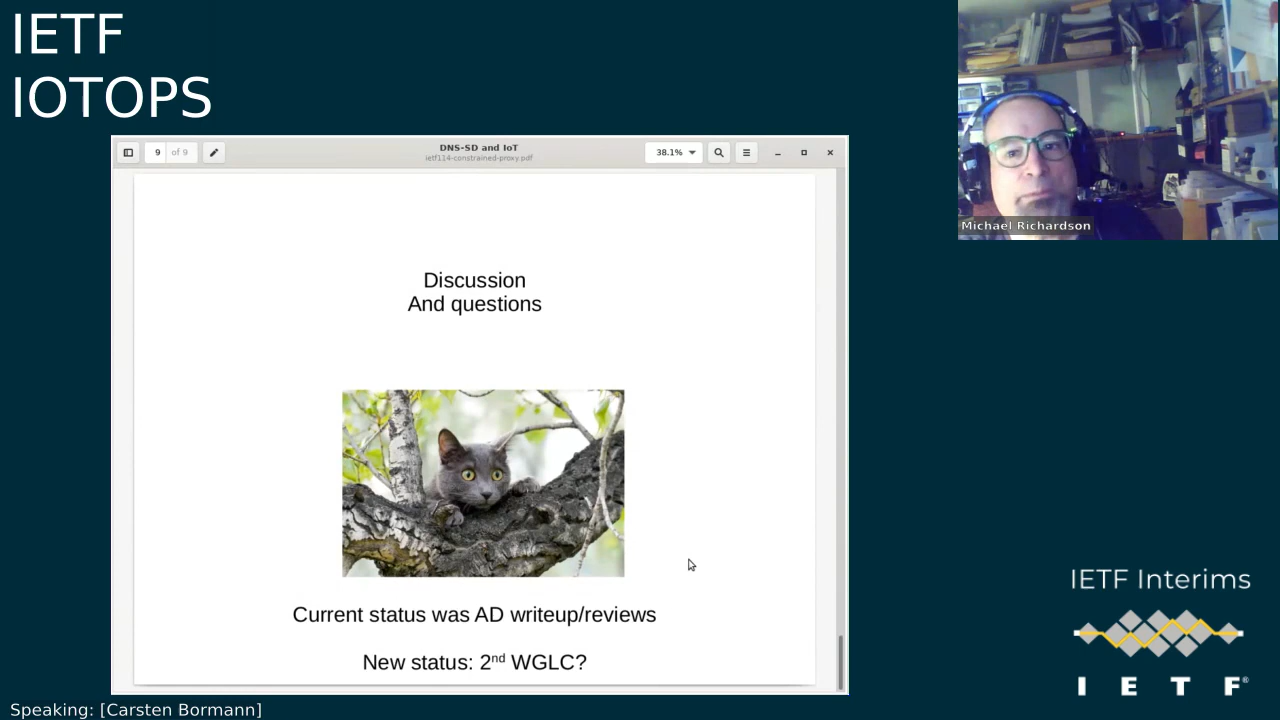 IETF
IOTOPS
9 of 9
DNS-SD and IoT
ietf114-constrained-proxy.pdf
38.1%
Michael Richardson
Discussion
And questions
Current status was AD writeup/reviews
New status: 2nd WGLC?
IETF Interims
I E T F®
Speaking: [Carsten Bormann]